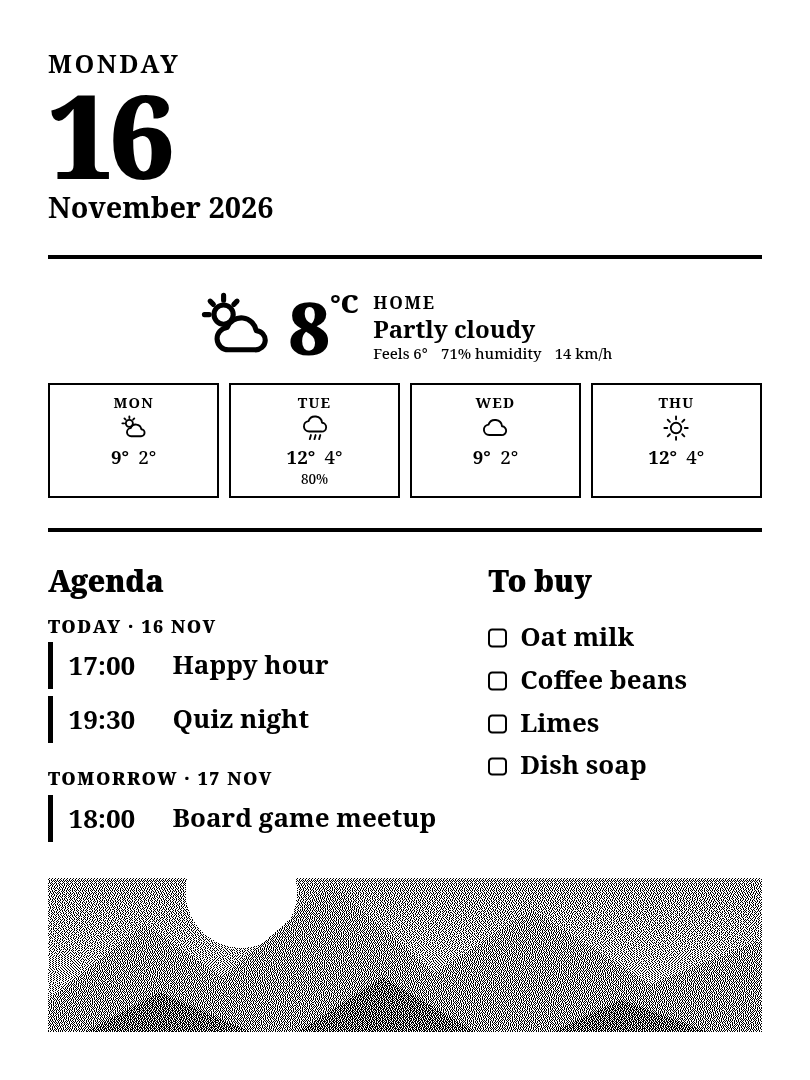 MONDAY
16
November 2026
8°C
HOME
Partly cloudy
Feels 6° 71% humidity 14 km/h
MON
9° 2°
TUE
12° 4°
80%
WED
9° 2°
THU
12° 4°
Agenda
TODAY · 16 NOV
17:00 Happy hour
19:30 Quiz night
TOMORROW · 17 NOV
18:00 Board game meetup
To buy
Oat milk
Coffee beans
Limes
Dish soap